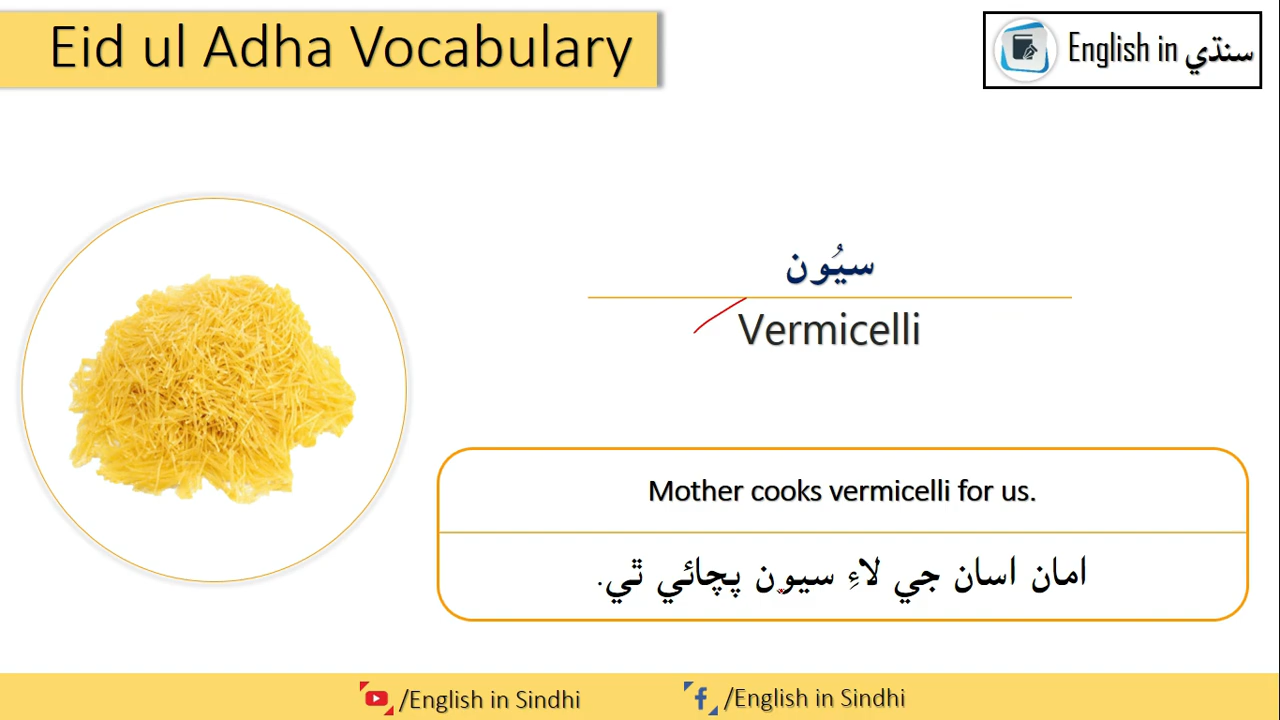 Eid ul Adha Vocabulary
English in سنڌي
سيُون
Vermicelli
Mother cooks vermicelli for us.
امان اسان جي لاءِ سيون پچائي ٿي.
/English in Sindhi
/English in Sindhi